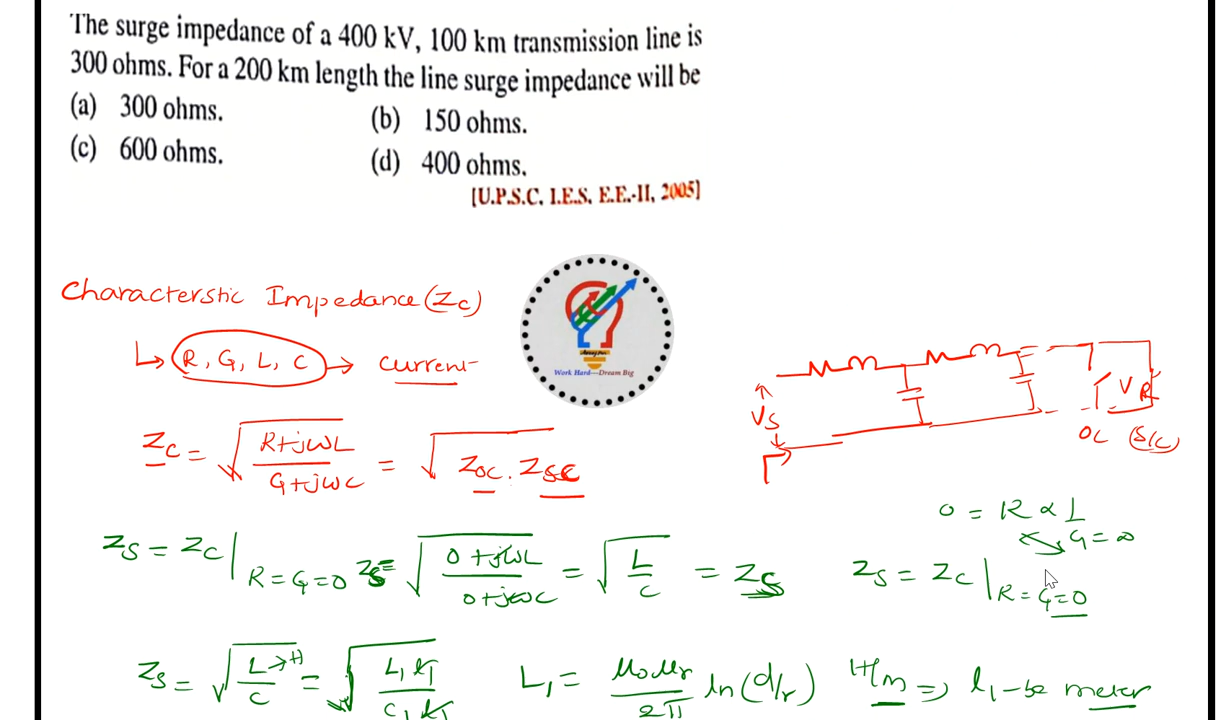 The surge impedance of a 400 kV, 100 km transmission line is
300 ohms. For a 200 km length the line surge impedance will be
(a) 300 ohms. (b) 150 ohms.
(c) 600 ohms. (d) 400 ohms.
[U.P.S.C. I.E.S. E.E.-II, 2005]
Characterstic Impedance (Zc)
↳ (R, G, L, C) → current
Work Hard---Dream Big
Vs VR
OC (S/C)
Zc = √((R+jωL)/(G+jωC)) = √(Zoc . Zsc)
0 = R ∝ L
G = ∞
Zs = Zc |R=G=0 Zs = √((0+jωL)/(0+jωC)) = √(L/C) = Zs
Zs = Zc |R=G=0
Zs = √(L→H/C) = √(L₁ l₁/C₁ l₁) L₁ = μ₀μr/2π ln(d/r) H/m ⇒ l₁-be meter